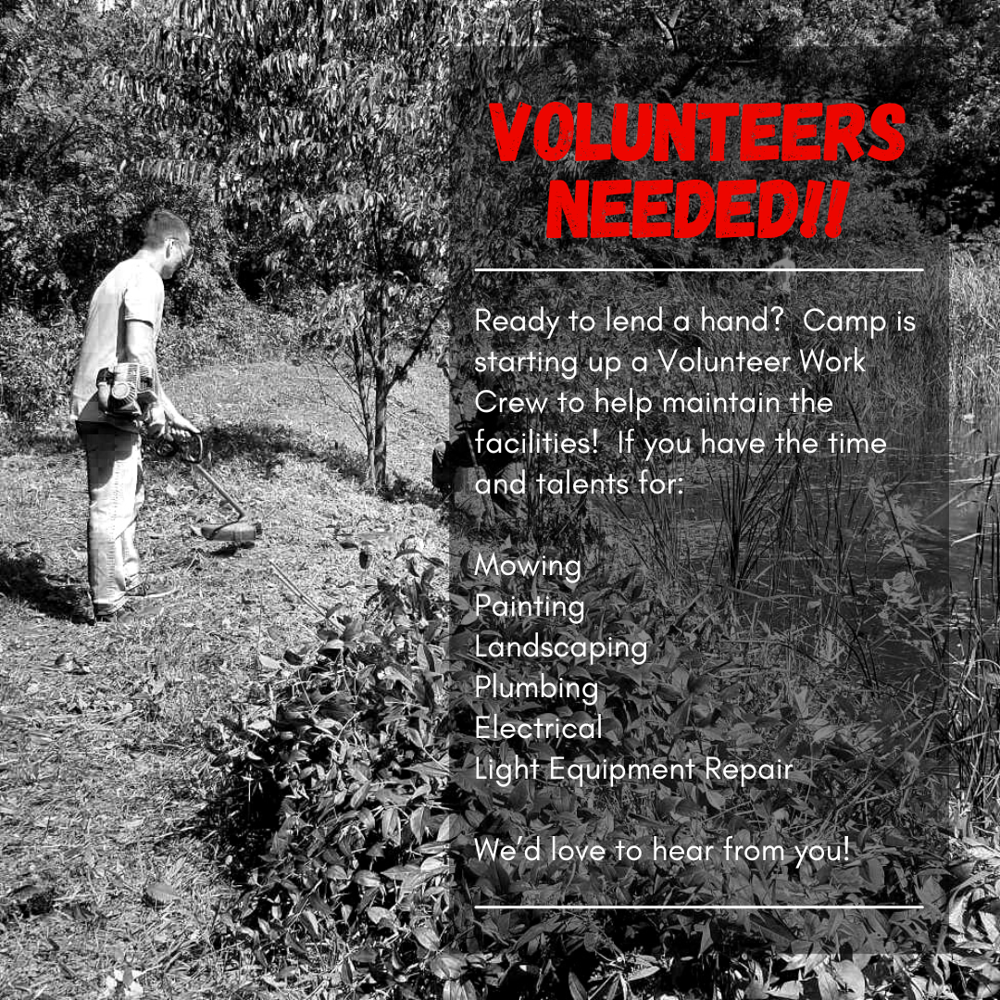 VOLUNTEERS
NEEDED!!
Ready to lend a hand?  Camp is
starting up a Volunteer Work
Crew to help maintain the
facilities!  If you have the time
and talents for:
Mowing
Painting
Landscaping
Plumbing
Electrical
Light Equipment Repair
We'd love to hear from you!